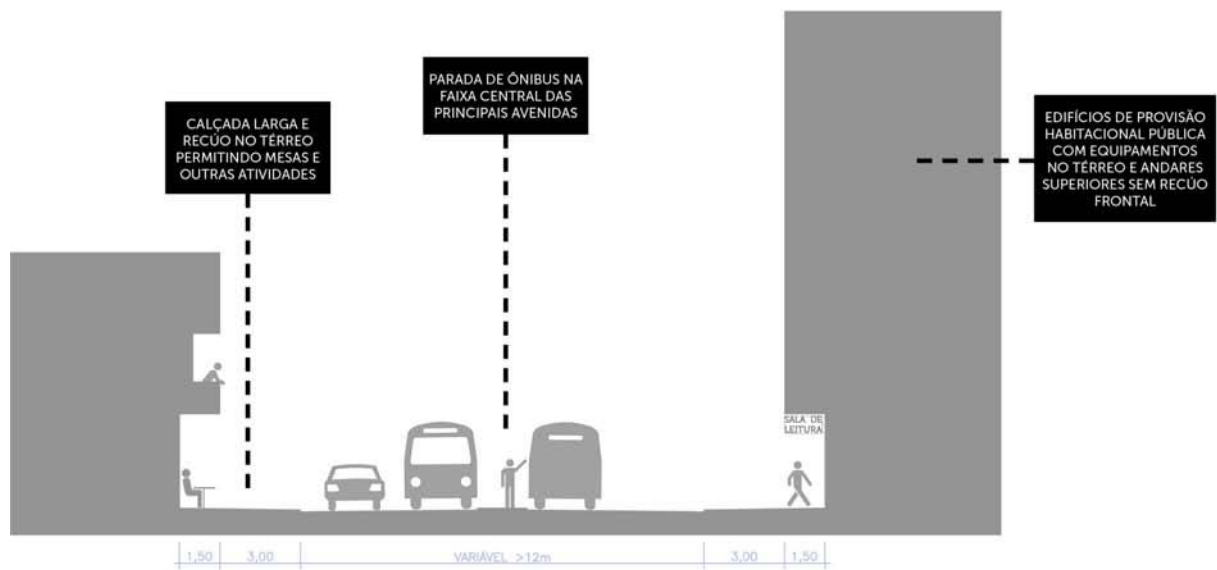 CALÇADA LARGA E
RECÚO NO TÉRREO
PERMITINDO MESAS E
OUTRAS ATIVIDADES
PARADA DE ÔNIBUS NA
FAIXA CENTRAL DAS
PRINCIPAIS AVENIDAS
EDIFÍCIOS DE PROVISÃO
HABITACIONAL PÚBLICA
COM EQUIPAMENTOS
NO TÉRREO E ANDARES
SUPERIORES SEM RECÚO
FRONTAL
SALA DE
LEITURA
1,50 3,00 VARIÁVEL >12m 3,00 1,50